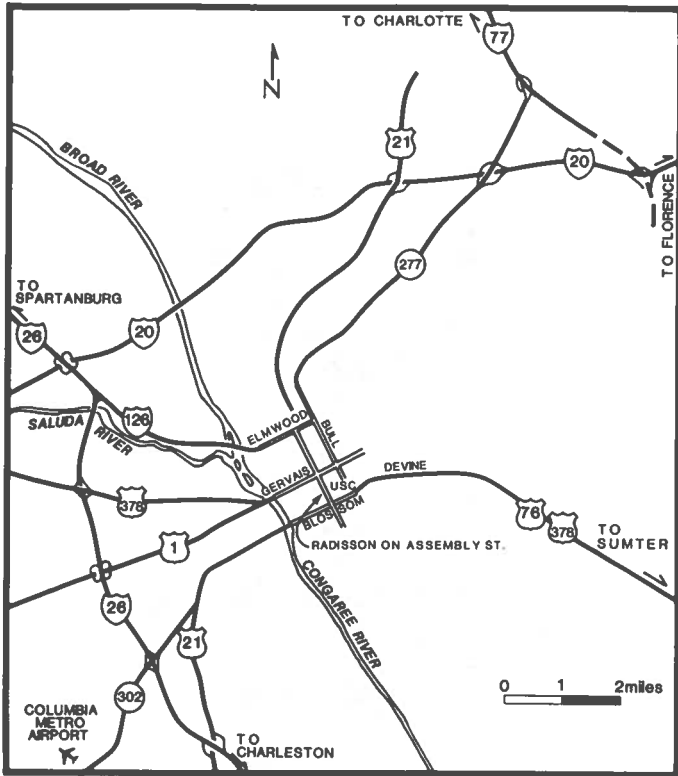 TO CHARLOTTE
77
N
21
BROAD RIVER
20
TO FLORENCE
277
TO
SPARTANBURG
26
20
126
SALUDA
RIVER
ELMWOOD
BULL
GERVAIS
USC
DEVINE
BLOSSOM
378
76
378
TO
SUMTER
1
RADISSON ON ASSEMBLY ST.
CONGAREE RIVER
26
21
302
0 1 2miles
COLUMBIA
METRO
AIRPORT
TO
CHARLESTON